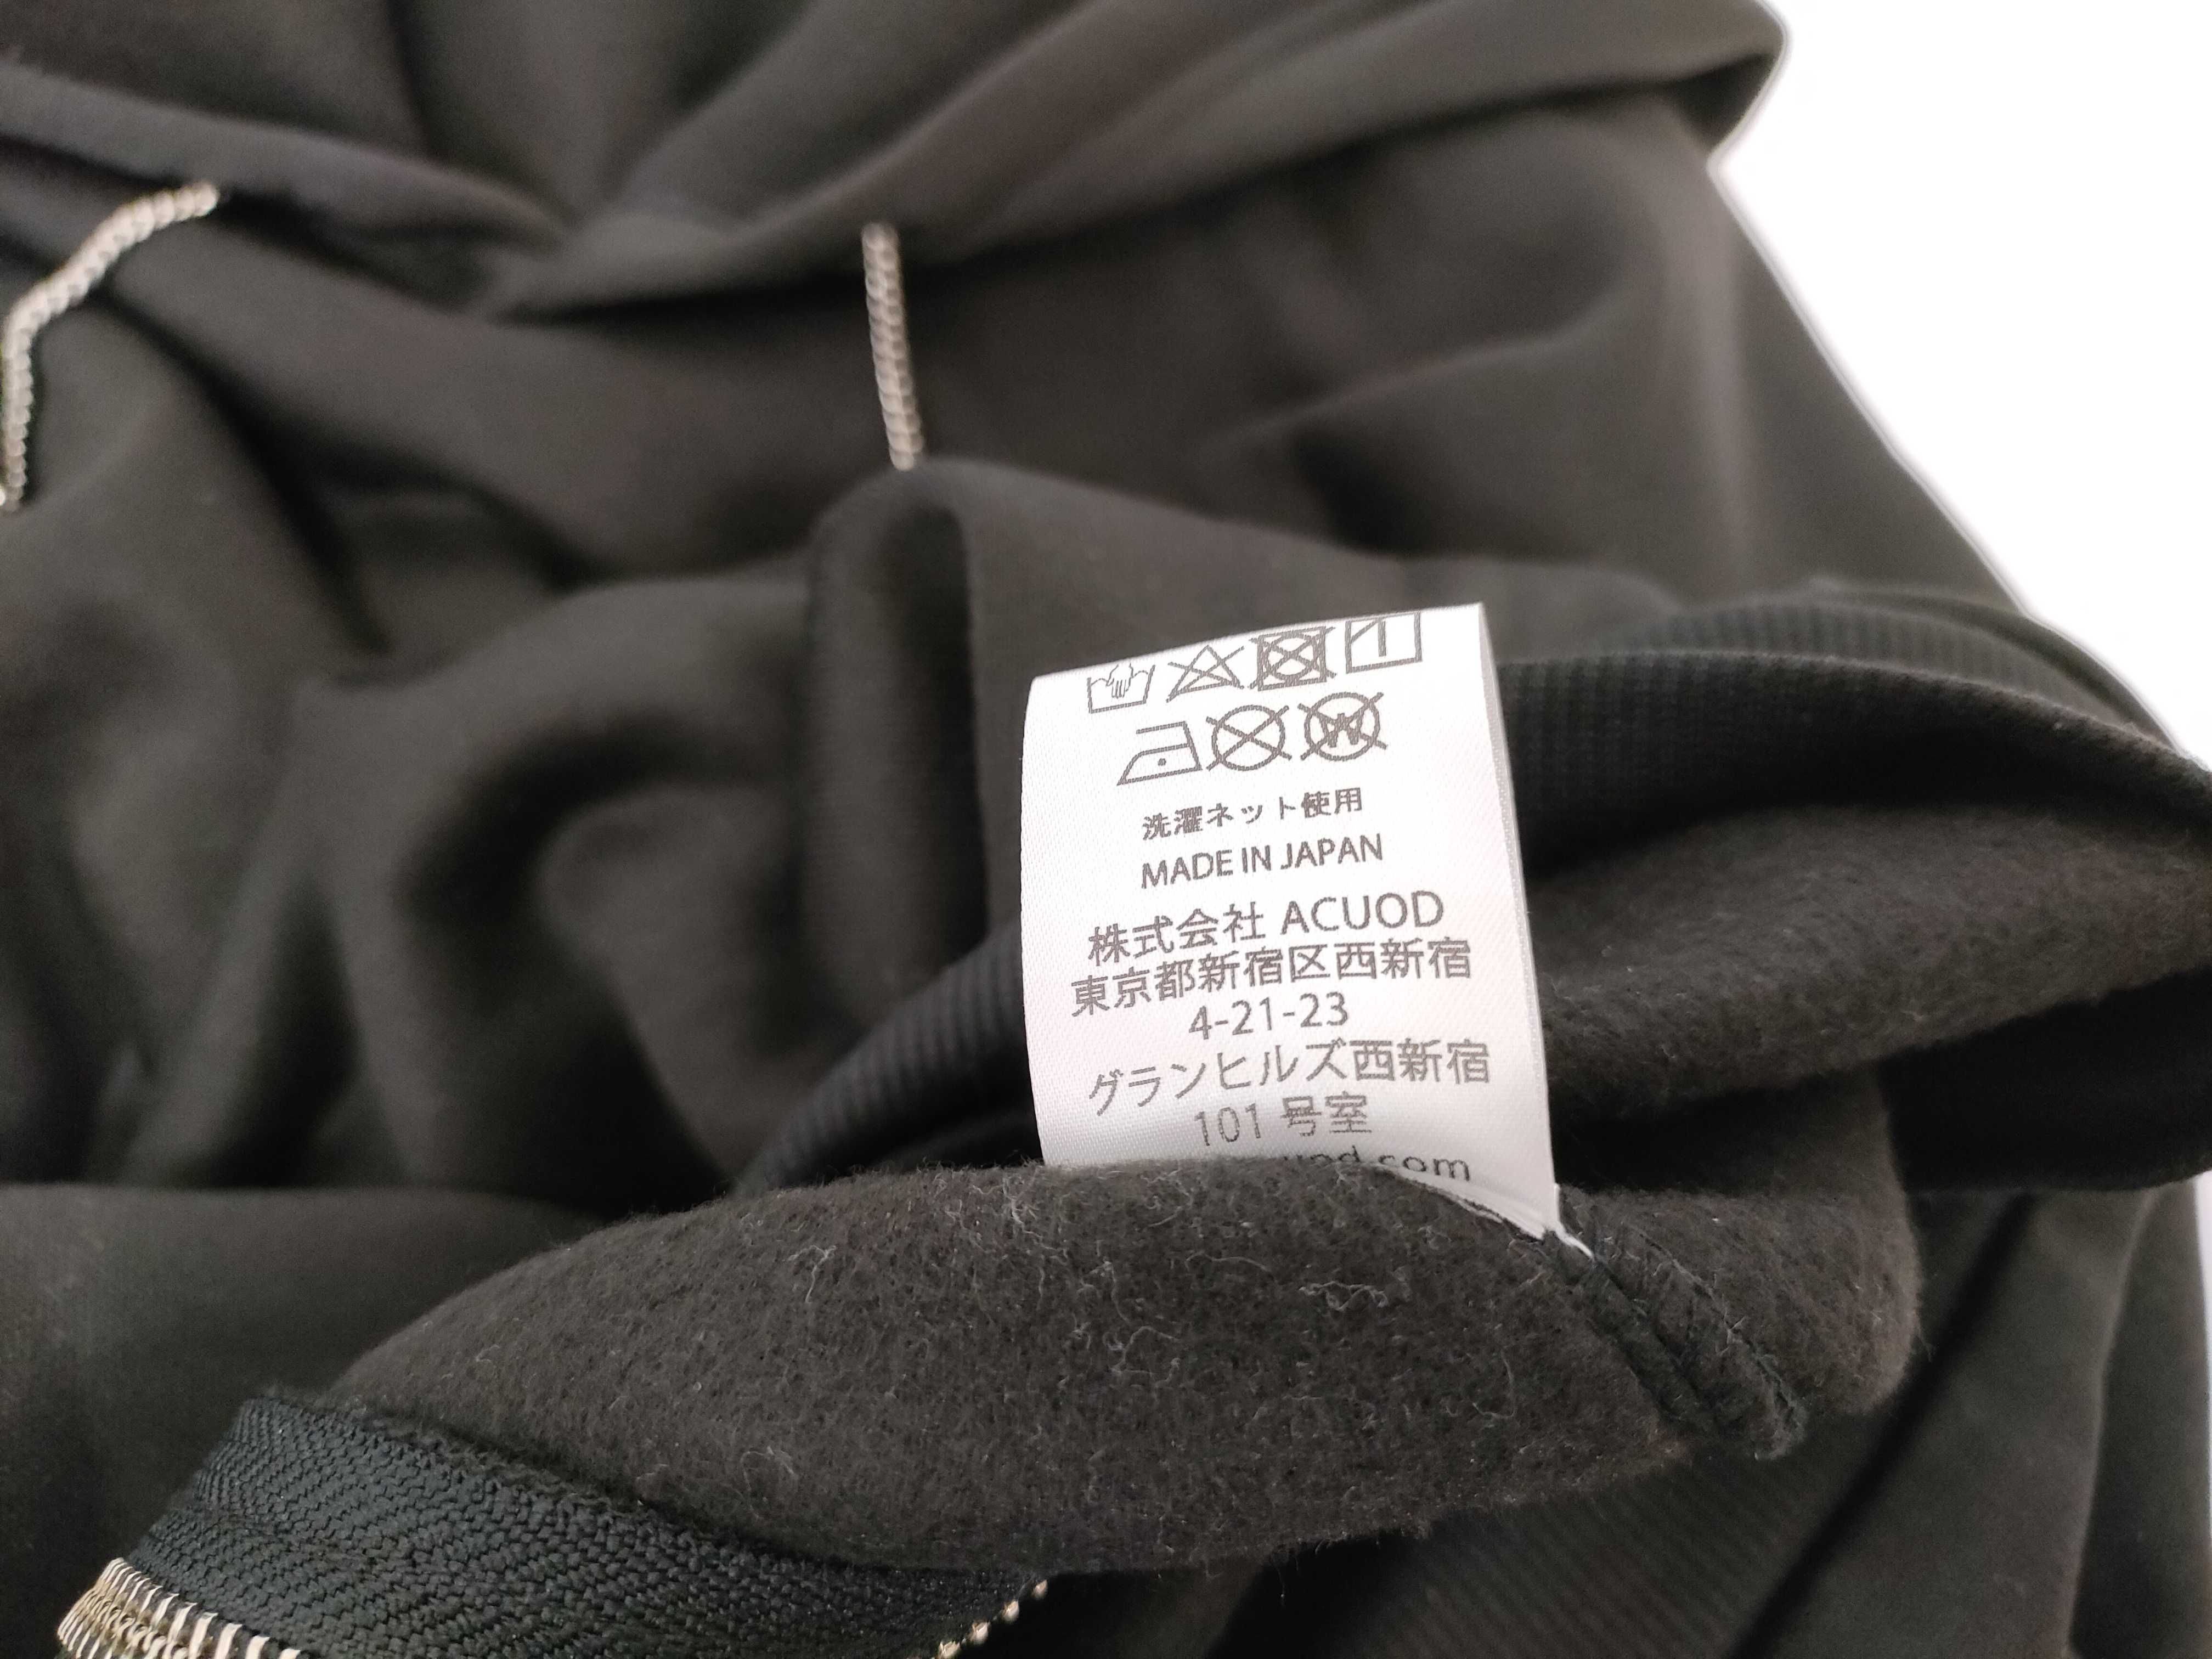 洗濯ネット使用
MADE IN JAPAN
株式会社 ACUOD
東京都新宿区西新宿
4-21-23
グランヒルズ西新宿
101 号室